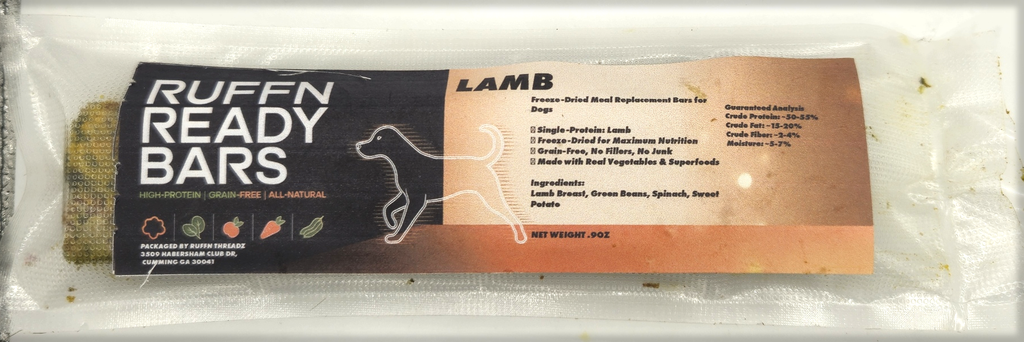 RUFFN
READY
BARS
HIGH-PROTEIN | GRAIN-FREE | ALL-NATURAL
PACKAGED BY RUFFN THREADZ
3509 HABERSHAM CLUB DR,
CUMMING GA 30041
LAMB
Freeze-Dried Meal Replacement Bars for
Dogs
Single-Protein: Lamb
Freeze-Dried for Maximum Nutrition
Grain-Free, No Fillers, No Junk
Made with Real Vegetables & Superfoods
Ingredients:
Lamb Breast, Green Beans, Spinach, Sweet
Potato
NET WEIGHT .9OZ
Guaranteed Analysis
Crude Protein: ~50-55%
Crude Fat: ~15-20%
Crude Fiber: ~2-4%
Moisture: ~5-7%